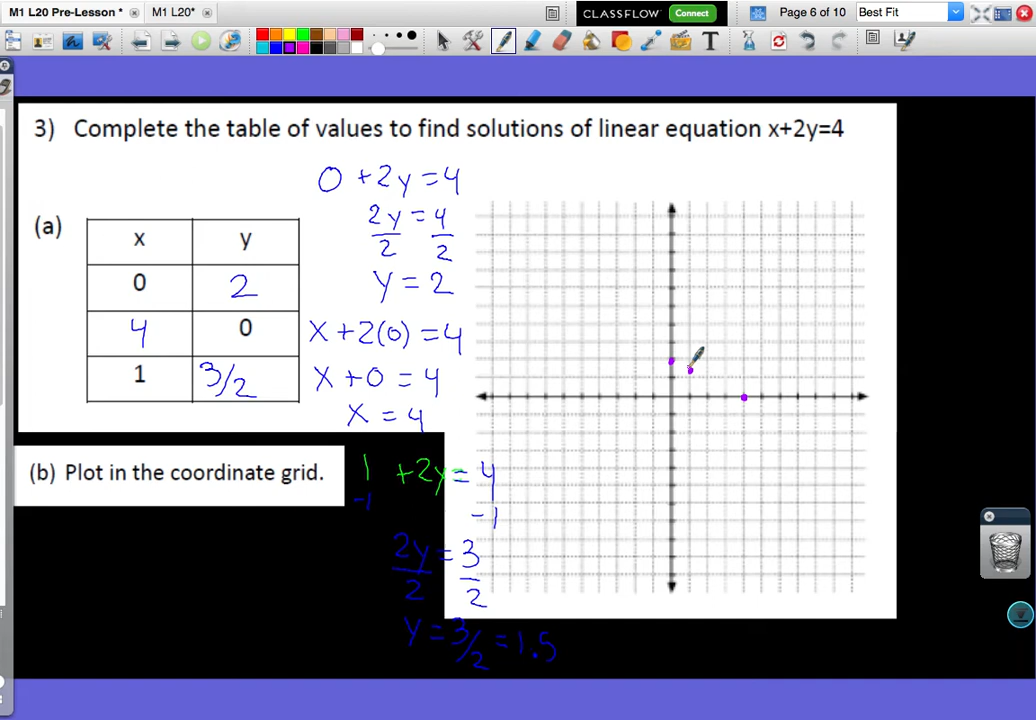 M1 L20 Pre-Lesson *
M1 L20*
CLASSFLOW Connect
Page 6 of 10
Best Fit
3) Complete the table of values to find solutions of linear equation x+2y=4
(a)
x y
0 2
4 0
1 3/2
0 +2y = 4
2y/2 = 4/2
y = 2
x + 2(0) = 4
x + 0 = 4
x = 4
(b) Plot in the coordinate grid.
1 +2y = 4
-1 -1
2y/2 = 3/2
y = 3/2 = 1.5